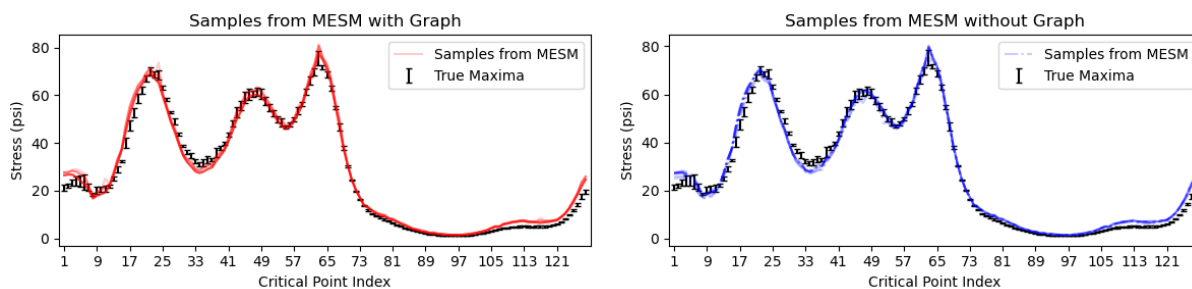 Samples from MESM with Graph
Stress (psi)
80
60
40
20
0
Samples from MESM
True Maxima
1 9 17 25 33 41 49 57 65 73 81 89 97 105 113 121
Critical Point Index
Samples from MESM without Graph
Stress (psi)
80
60
40
20
0
Samples from MESM
True Maxima
1 9 17 25 33 41 49 57 65 73 81 89 97 105 113 121
Critical Point Index